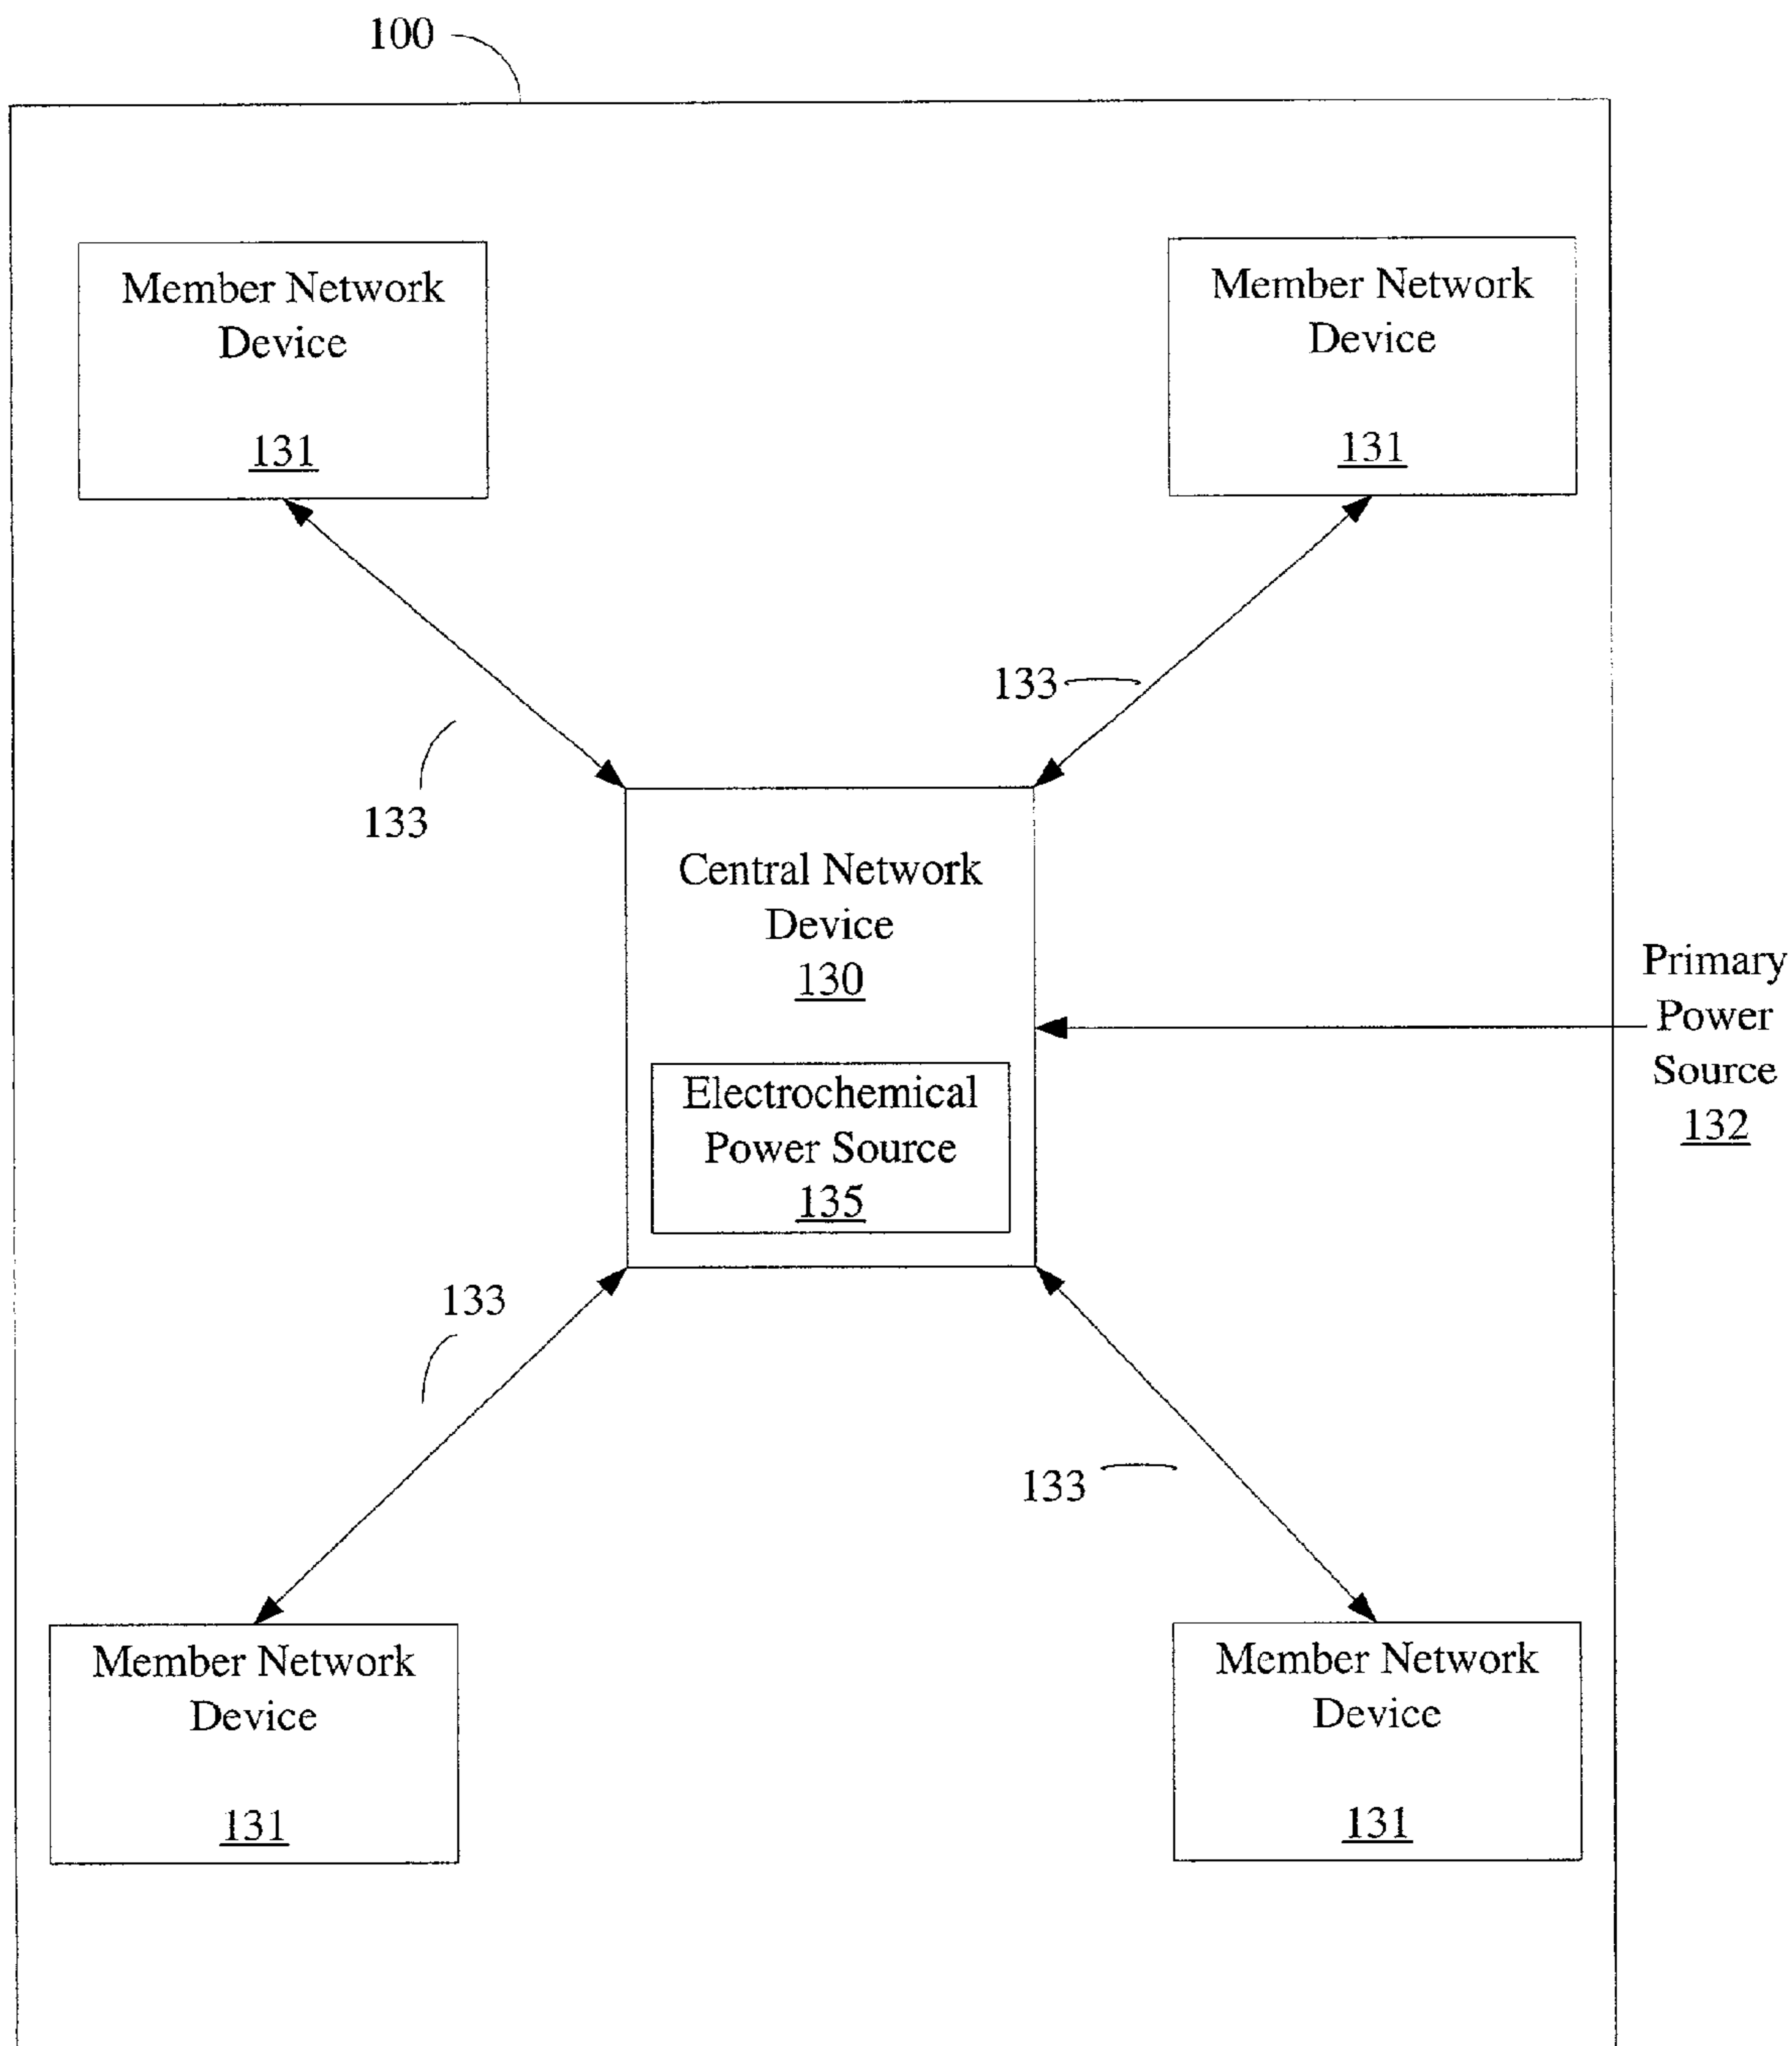 100
Member Network
Device
131
Member Network
Device
131
133
133
Central Network
Device
130
Electrochemical
Power Source
135
Primary
Power
Source
132
133
133
Member Network
Device
131
Member Network
Device
131